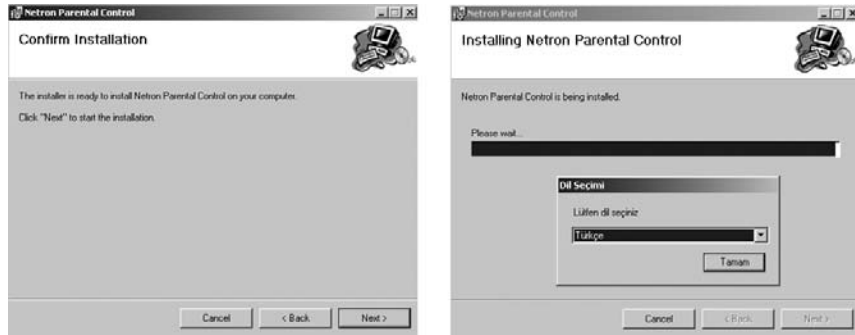 Netron Parental Control
Confirm Installation
The installer is ready to install Netron Parental Control on your computer.
Click "Next" to start the installation.
Cancel
< Back
Next >
Netron Parental Control
Installing Netron Parental Control
Netron Parental Control is being installed.
Please wait...
Dil Seçimi
Lütfen dil seçiniz
Türkçe
Tamam
Cancel
< Back
Next >